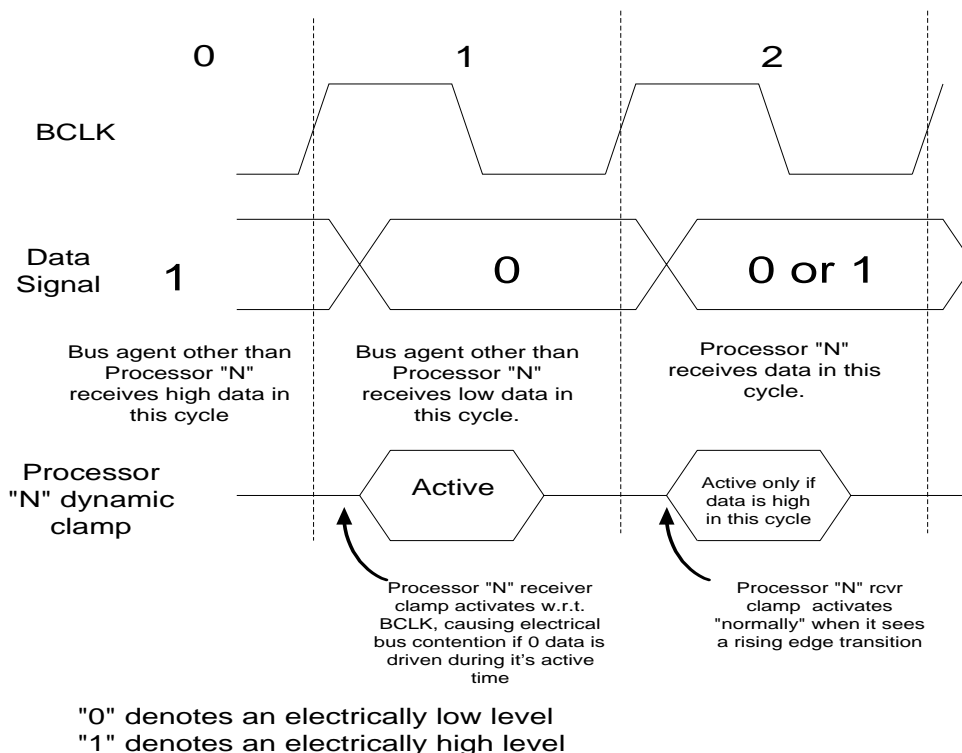 0
1
2
BCLK
Data
Signal
1
0
0 or 1
Bus agent other than
Processor "N"
receives high data in
this cycle
Bus agent other than
Processor "N"
receives low data in
this cycle.
Processor "N"
receives data in this
cycle.
Processor
"N" dynamic
clamp
Active
Active only if
data is high
in this cycle
Processor "N" receiver
clamp activates w.r.t.
BCLK, causing electrical
bus contention if 0 data is
driven during it's active
time
Processor "N" rcvr
clamp activates
"normally" when it sees
a rising edge transition
"0" denotes an electrically low level
"1" denotes an electrically high level